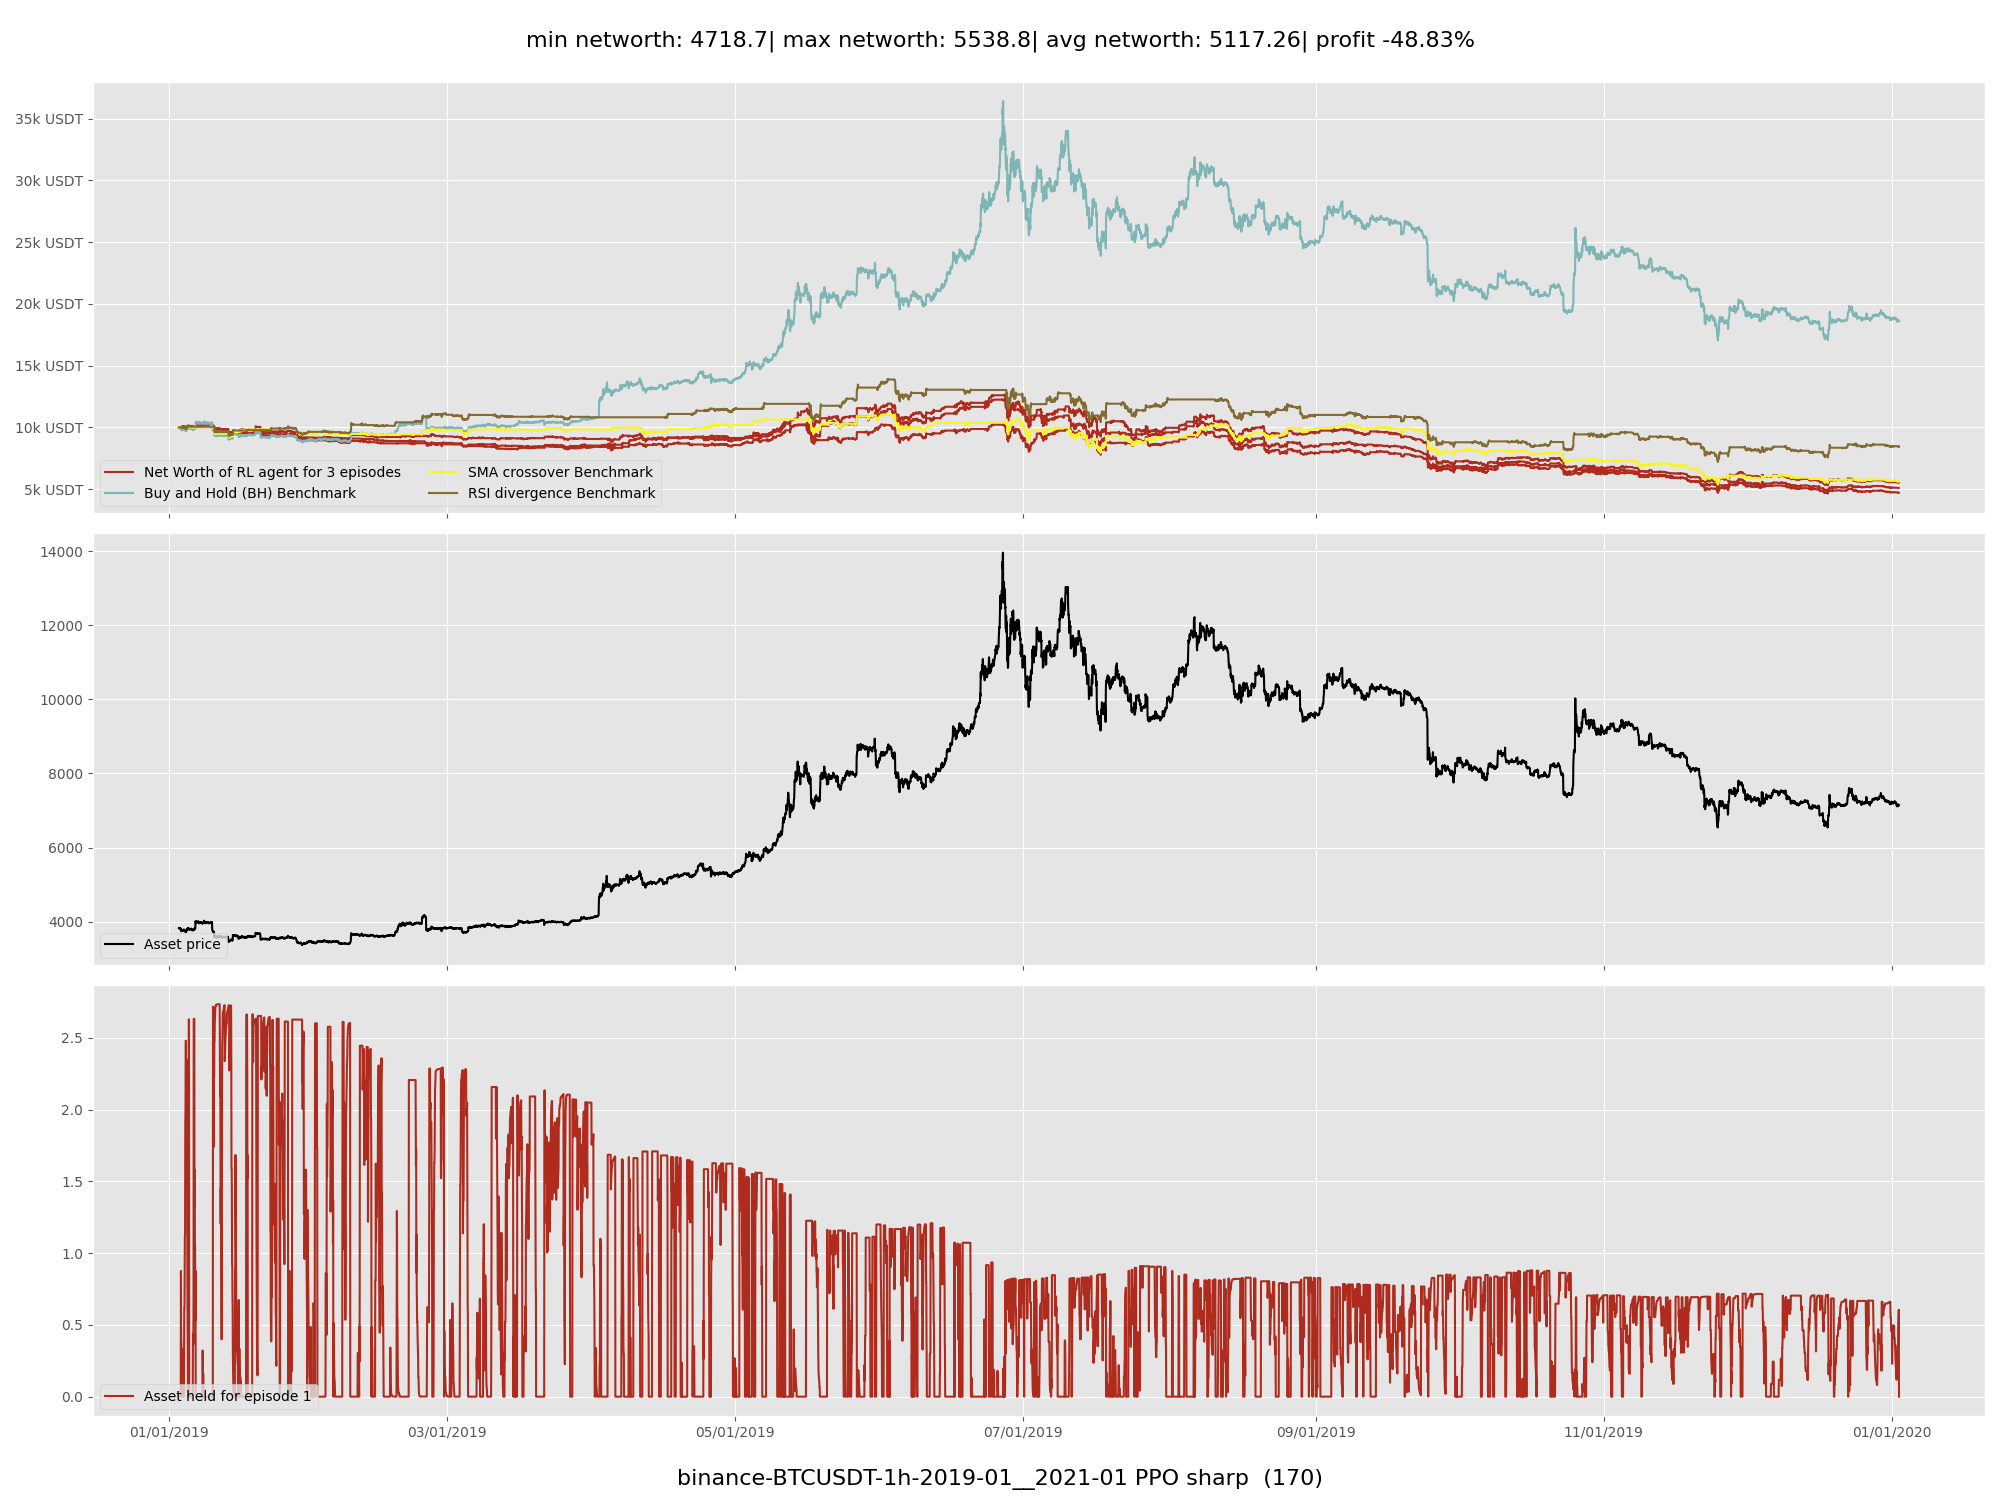 min networth: 4718.7| max networth: 5538.8| avg networth: 5117.26| profit -48.83%
35k USDT
30k USDT
25k USDT
20k USDT
15k USDT
10k USDT
5k USDT
Net Worth of RL agent for 3 episodes
Buy and Hold (BH) Benchmark
SMA crossover Benchmark
RSI divergence Benchmark
14000
12000
10000
8000
6000
4000
Asset price
2.5
2.0
1.5
1.0
0.5
0.0
Asset held for episode 1
01/01/2019 03/01/2019 05/01/2019 07/01/2019 09/01/2019 11/01/2019 01/01/2020
binance-BTCUSDT-1h-2019-01__2021-01 PPO sharp (170)